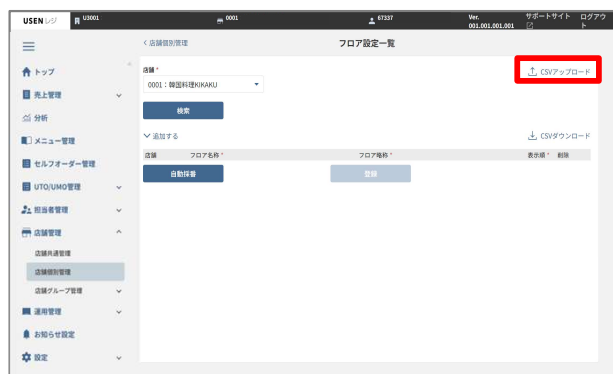 USENレジ U3001 0001 67337 Ver. 001.001.001.001 サポートサイト ログアウト
トップ
売上管理
分析
メニュー管理
セルフオーダー管理
UTO/UMO管理
担当者管理
店舗管理
店舗共通管理
店舗個別管理
店舗グループ管理
運用管理
お知らせ設定
設定
< 店舗個別管理 フロア設定一覧
店舗 *
CSVアップロード
0001：韓国料理KIKAKU
検索
追加する CSVダウンロード
店舗 フロア名称 * フロア略称 * 表示順 * 削除
自動採番 登録